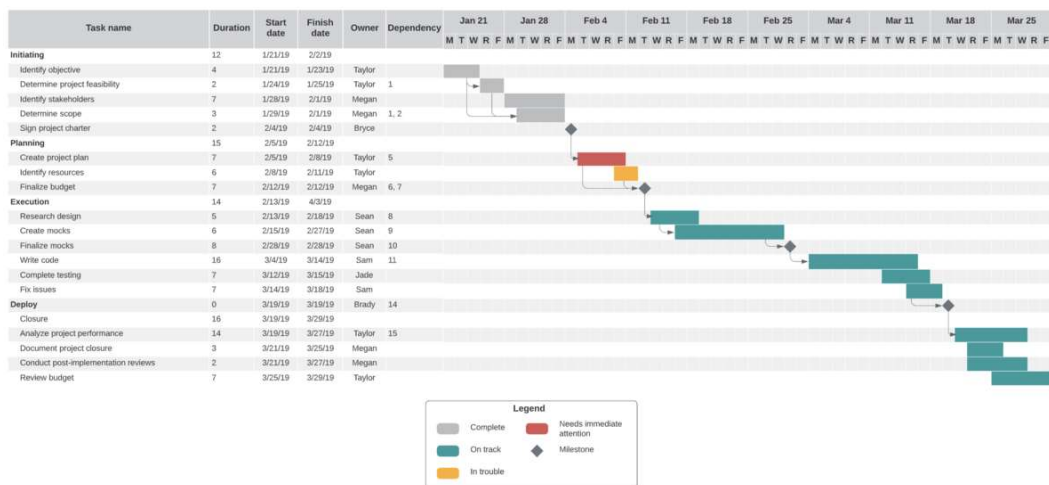 Task name Duration Start date Finish date Owner Dependency Jan 21 Jan 28 Feb 4 Feb 11 Feb 18 Feb 25 Mar 4 Mar 11 Mar 18 Mar 25
M T W R F M T W R F M T W R F M T W R F M T W R F M T W R F M T W R F M T W R F M T W R F M T W R F
Initiating 12 1/21/19 2/2/19
Identify objective 4 1/21/19 1/23/19 Taylor
Determine project feasibility 2 1/24/19 1/25/19 Taylor 1
Identify stakeholders 7 1/28/19 2/1/19 Megan
Determine scope 3 1/29/19 2/1/19 Megan 1, 2
Sign project charter 2 2/4/19 2/4/19 Bryce
Planning 15 2/5/19 2/12/19
Create project plan 7 2/5/19 2/8/19 Taylor 5
Identify resources 6 2/8/19 2/11/19 Taylor
Finalize budget 7 2/12/19 2/12/19 Megan 6, 7
Execution 14 2/13/19 4/3/19
Research design 5 2/13/19 2/18/19 Sean 8
Create mocks 6 2/15/19 2/27/19 Sean 9
Finalize mocks 8 2/28/19 2/28/19 Sean 10
Write code 16 3/4/19 3/14/19 Sam 11
Complete testing 7 3/12/19 3/15/19 Jade
Fix issues 7 3/14/19 3/18/19 Sam
Deploy 0 3/19/19 3/19/19 Brady 14
Closure 16 3/19/19 3/29/19
Analyze project performance 14 3/19/19 3/27/19 Taylor 15
Document project closure 3 3/21/19 3/25/19 Megan
Conduct post-implementation reviews 2 3/21/19 3/27/19 Megan
Review budget 7 3/25/19 3/29/19 Taylor
Legend
Complete
Needs immediate attention
On track
Milestone
In trouble